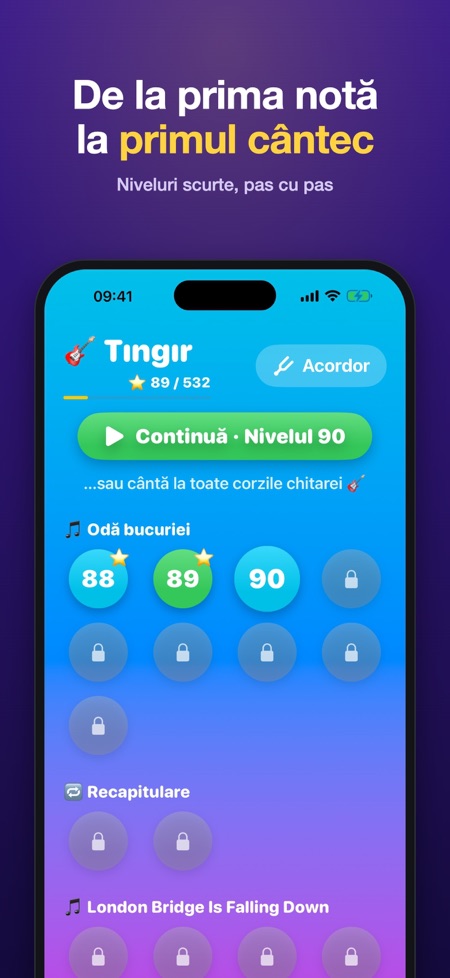 De la prima notă
la primul cântec
Niveluri scurte, pas cu pas
09:41
Tıngır
89 / 532
Acordor
Continuă · Nivelul 90
...sau cântă la toate corzile chitarei
Odă bucuriei
88 89 90
Recapitulare
London Bridge Is Falling Down